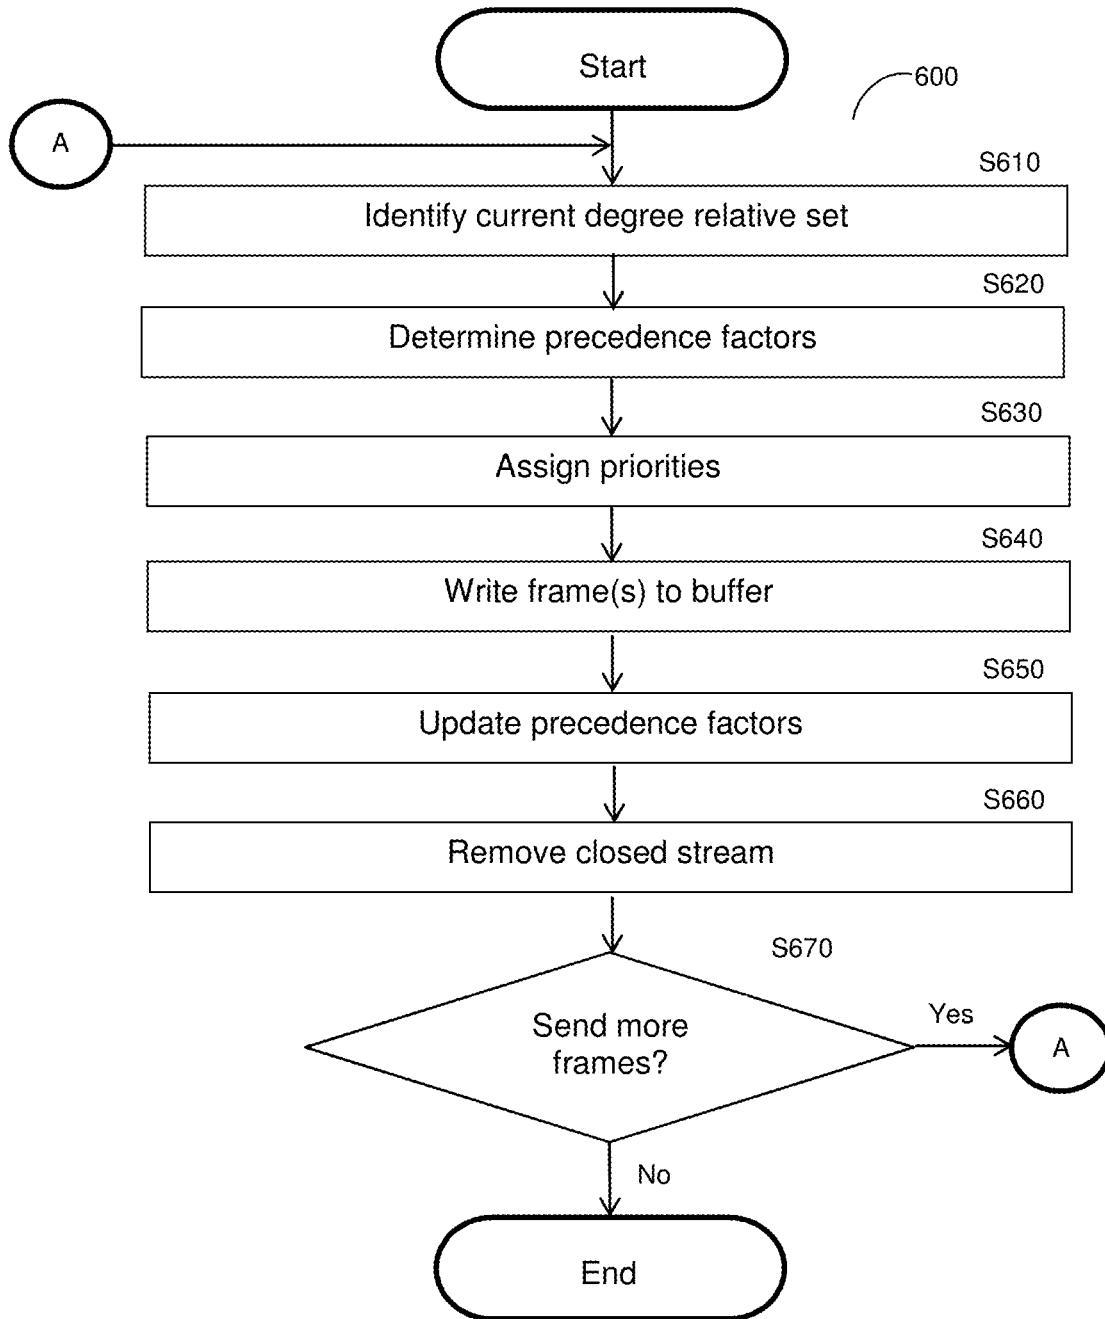 Start
600
A
S610
Identify current degree relative set
S620
Determine precedence factors
S630
Assign priorities
S640
Write frame(s) to buffer
S650
Update precedence factors
S660
Remove closed stream
S670
Send more
frames?
Yes
A
No
End